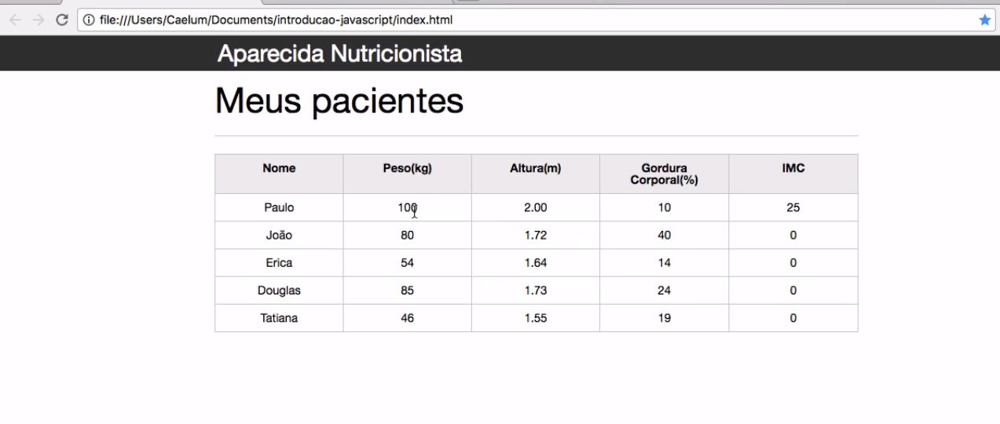 file:///Users/Caelum/Documents/introducao-javascript/index.html
Aparecida Nutricionista
Meus pacientes
Nome Peso(kg) Altura(m) Gordura Corporal(%) IMC
Paulo 100 2.00 10 25
João 80 1.72 40 0
Erica 54 1.64 14 0
Douglas 85 1.73 24 0
Tatiana 46 1.55 19 0